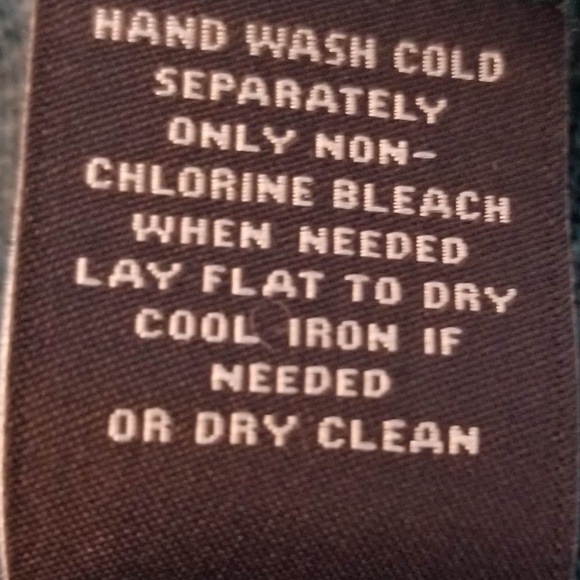 HAND WASH COLD
SEPARATELY
ONLY NON-
CHLORINE BLEACH
WHEN NEEDED
LAY FLAT TO DRY
COOL IRON IF
NEEDED
OR DRY CLEAN